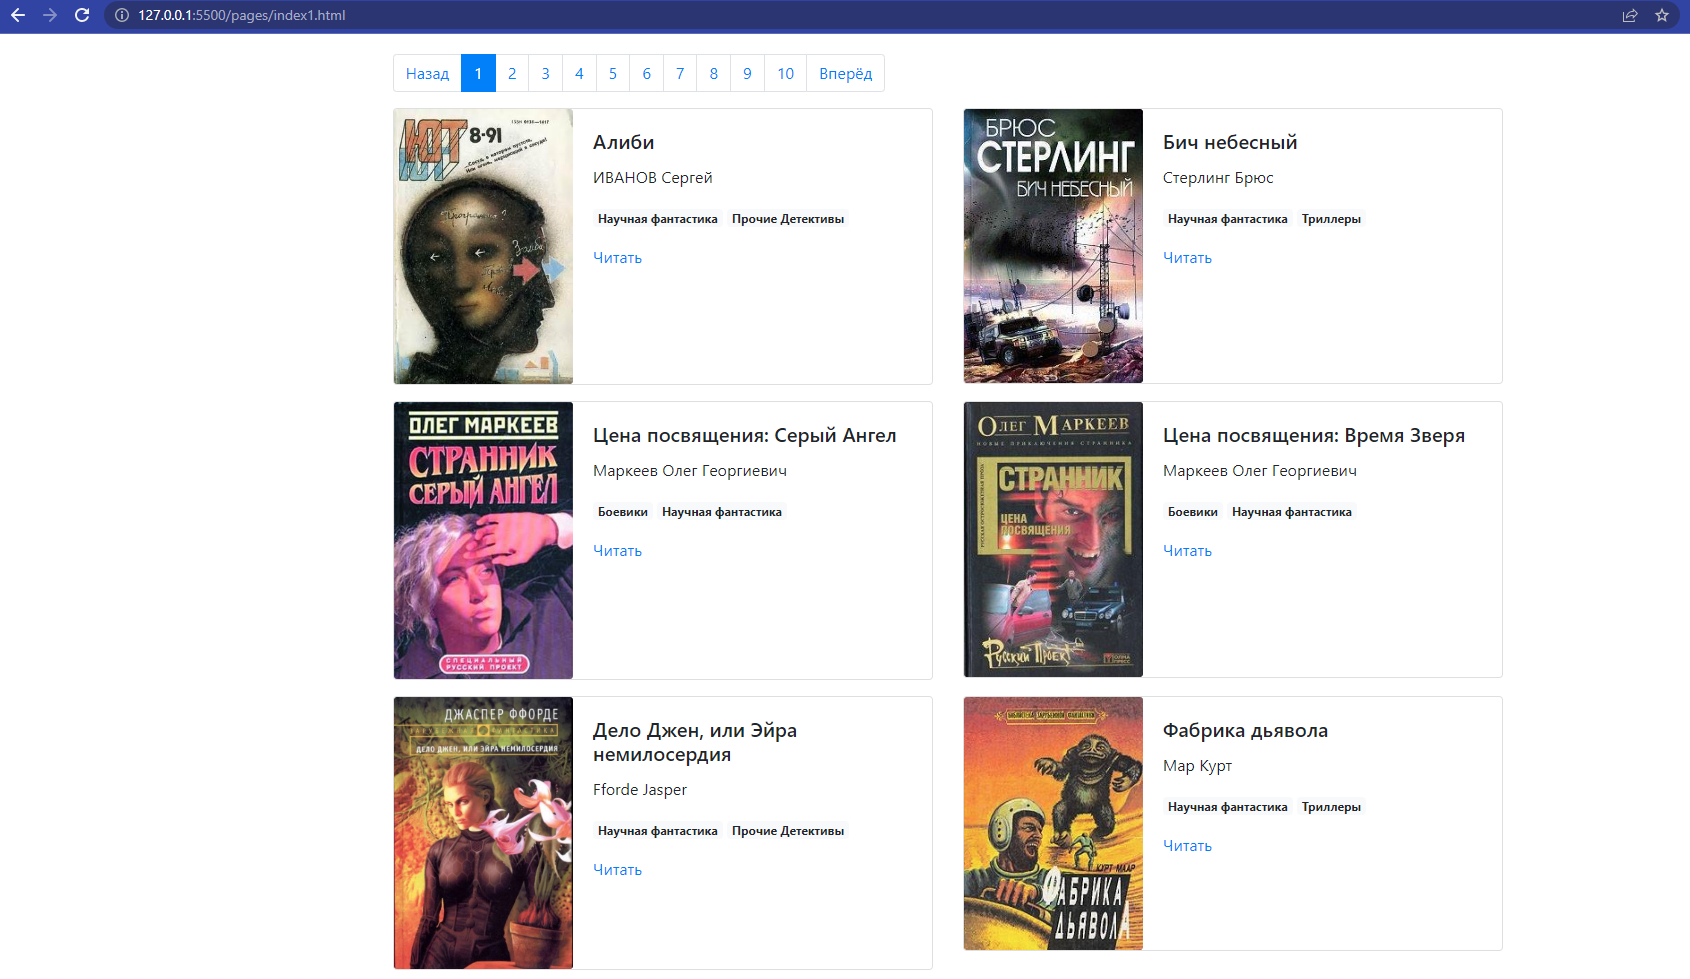 127.0.0.1:5500/pages/index1.html
Назад 1 2 3 4 5 6 7 8 9 10 Вперёд
ЮТ 8-91
Алиби
ИВАНОВ Сергей
Научная фантастика Прочие Детективы
Читать
БРЮС
СТЕРЛИНГ
БИЧ НЕБЕСНЫЙ
Бич небесный
Стерлинг Брюс
Научная фантастика Триллеры
Читать
ОЛЕГ МАРКЕЕВ
СТРАННИК
СЕРЫЙ АНГЕЛ
СПЕЦИАЛЬНЫЙ
РУССКИЙ ПРОЕКТ
Цена посвящения: Серый Ангел
Маркеев Олег Георгиевич
Боевики Научная фантастика
Читать
ОЛЕГ МАРКЕЕВ
НОВЫЕ ПРИКЛЮЧЕНИЯ СТРАННИКА
СТРАННИК
ЦЕНА
ПОСВЯЩЕНИЯ
Русский Проект
Цена посвящения: Время Зверя
Маркеев Олег Георгиевич
Боевики Научная фантастика
Читать
ДЖАСПЕР ФФОРДЕ
ДЕЛО ДЖЕН, ИЛИ ЭЙРА НЕМИЛОСЕРДИЯ
Дело Джен, или Эйра
немилосердия
Fforde Jasper
Научная фантастика Прочие Детективы
Читать
КУРТ МААР
ФАБРИКА
ДЬЯВОЛА
Фабрика дьявола
Мар Курт
Научная фантастика Триллеры
Читать